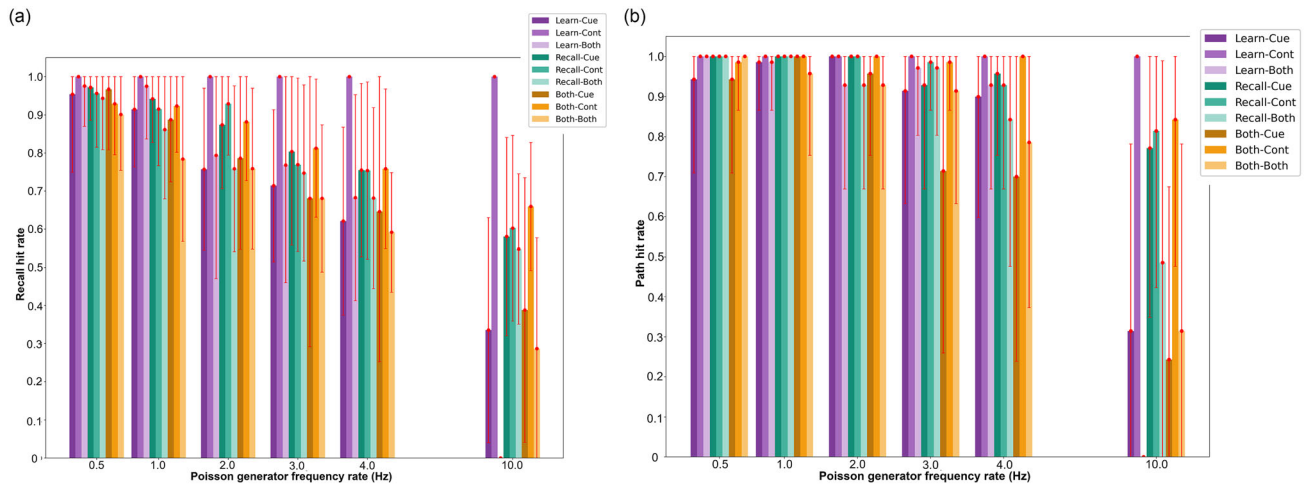 (a)
Learn-Cue
Learn-Cont
Learn-Both
Recall-Cue
Recall-Cont
Recall-Both
Both-Cue
Both-Cont
Both-Both
Recall hit rate
1.0
0.9
0.8
0.7
0.6
0.5
0.4
0.3
0.2
0.1
0
0.5 1.0 2.0 3.0 4.0 10.0
Poisson generator frequency rate (Hz)
(b)
Learn-Cue
Learn-Cont
Learn-Both
Recall-Cue
Recall-Cont
Recall-Both
Both-Cue
Both-Cont
Both-Both
Path hit rate
1.0
0.9
0.8
0.7
0.6
0.5
0.4
0.3
0.2
0.1
0
0.5 1.0 2.0 3.0 4.0 10.0
Poisson generator frequency rate (Hz)